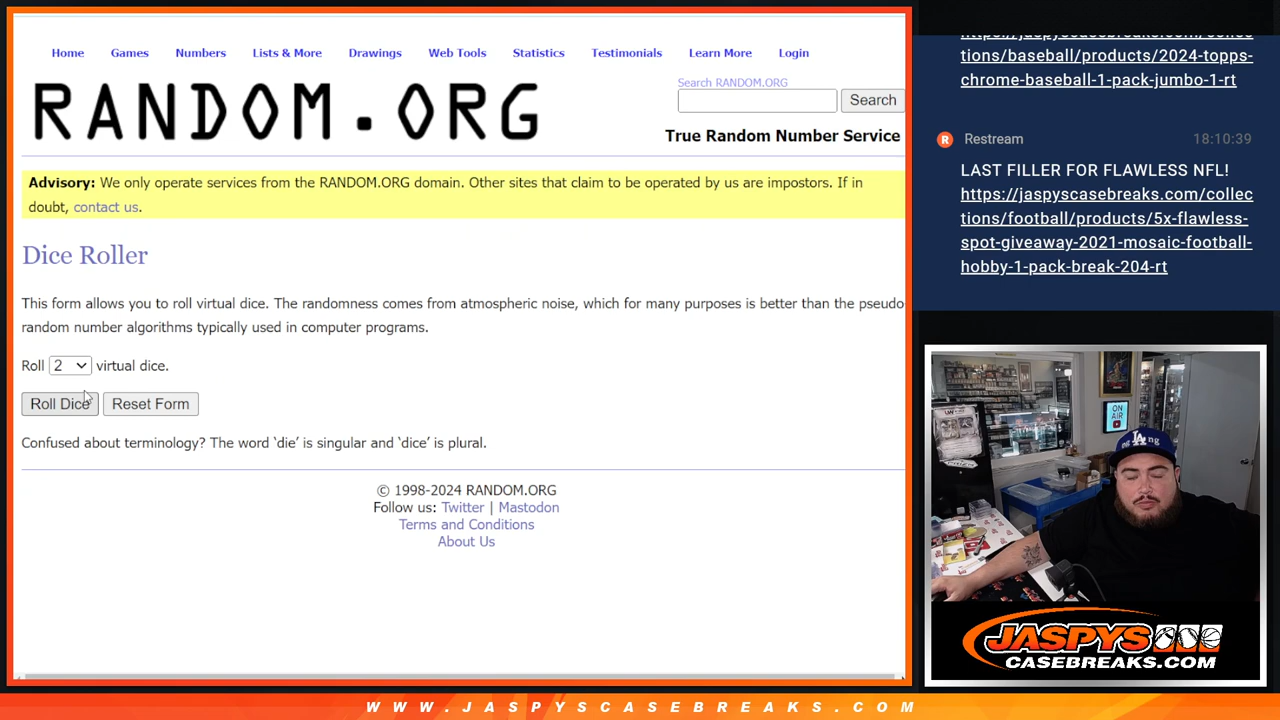 Home Games Numbers Lists & More Drawings Web Tools Statistics Testimonials Learn More Login
RANDOM.ORG
Search RANDOM.ORG
Search
True Random Number Service
Advisory: We only operate services from the RANDOM.ORG domain. Other sites that claim to be operated by us are impostors. If in
doubt, contact us.
Dice Roller
This form allows you to roll virtual dice. The randomness comes from atmospheric noise, which for many purposes is better than the pseudo-
random number algorithms typically used in computer programs.
Roll 2 virtual dice.
Roll Dice Reset Form
Confused about terminology? The word ‘die’ is singular and ‘dice’ is plural.
© 1998-2024 RANDOM.ORG
Follow us: Twitter | Mastodon
Terms and Conditions
About Us
https://jaspyscasebreaks.com/collec
tions/baseball/products/2024-topps-
chrome-baseball-1-pack-jumbo-1-rt
R Restream 18:10:39
LAST FILLER FOR FLAWLESS NFL!
https://jaspyscasebreaks.com/collec
tions/football/products/5x-flawless-
spot-giveaway-2021-mosaic-football-
hobby-1-pack-break-204-rt
ON
AIR
LA
JASPYS
CASEBREAKS.COM
WWW.JASPYSCASEBREAKS.COM